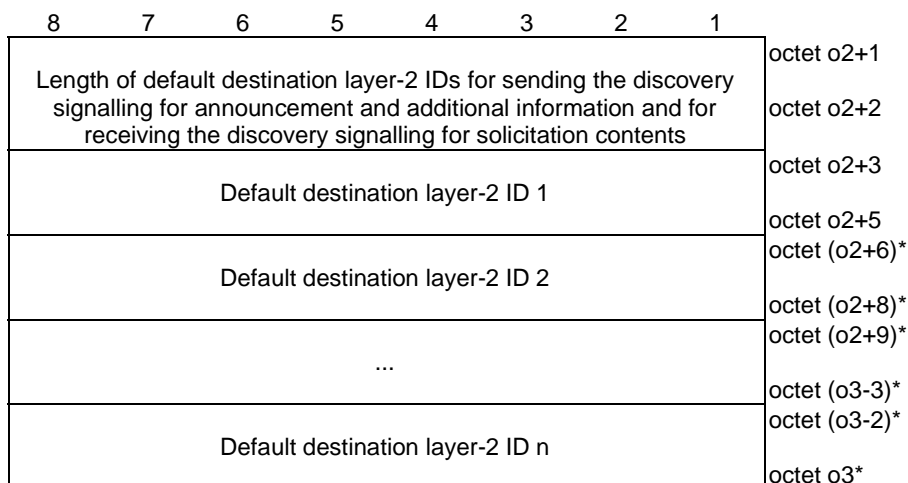 8 7 6 5 4 3 2 1
octet o2+1
Length of default destination layer-2 IDs for sending the discovery
signalling for announcement and additional information and for
octet o2+2
receiving the discovery signalling for solicitation contents
octet o2+3
Default destination layer-2 ID 1
octet o2+5
octet (o2+6)*
Default destination layer-2 ID 2
octet (o2+8)*
octet (o2+9)*
...
octet (o3-3)*
octet (o3-2)*
Default destination layer-2 ID n
octet o3*